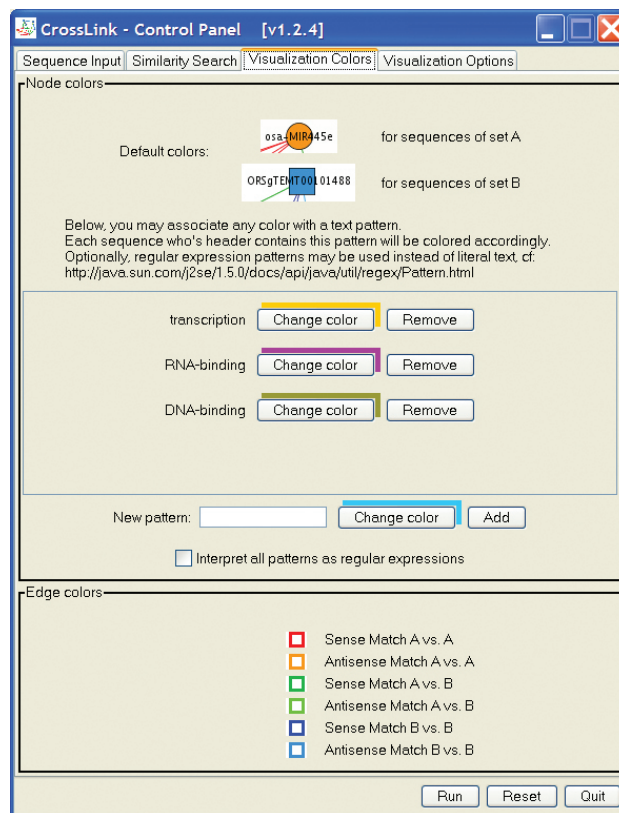 CrossLink - Control Panel [v1.2.4]
Sequence Input Similarity Search Visualization Colors Visualization Options
Node colors
Default colors:
osa-MIR445e
for sequences of set A
ORSgTEMT00101488
for sequences of set B
Below, you may associate any color with a text pattern.
Each sequence who's header contains this pattern will be colored accordingly.
Optionally, regular expression patterns may be used instead of literal text, cf:
http://java.sun.com/j2se/1.5.0/docs/api/java/util/regex/Pattern.html
transcription Change color Remove
RNA-binding Change color Remove
DNA-binding Change color Remove
New pattern: Change color Add
Interpret all patterns as regular expressions
Edge colors
Sense Match A vs. A
Antisense Match A vs. A
Sense Match A vs. B
Antisense Match A vs. B
Sense Match B vs. B
Antisense Match B vs. B
Run Reset Quit